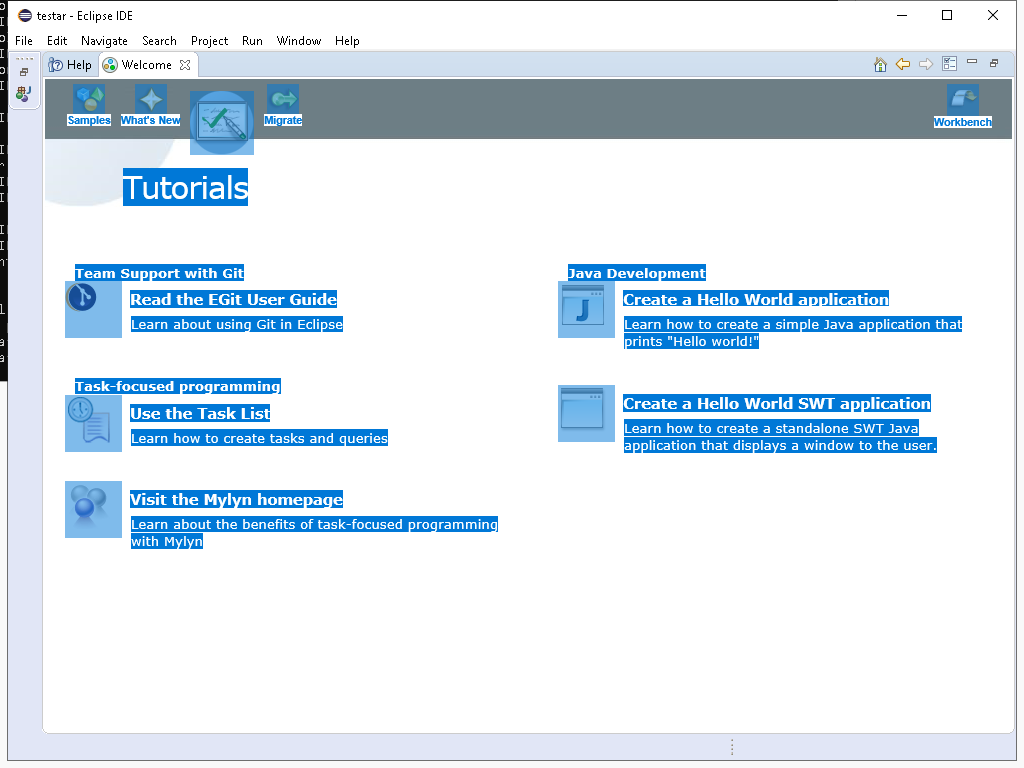 testar - Eclipse IDE
File Edit Navigate Search Project Run Window Help
Help Welcome
Samples What's New Migrate Workbench
Tutorials
Team Support with Git
Read the EGit User Guide
Learn about using Git in Eclipse
Task-focused programming
Use the Task List
Learn how to create tasks and queries
Visit the Mylyn homepage
Learn about the benefits of task-focused programming
with Mylyn
Java Development
Create a Hello World application
Learn how to create a simple Java application that
prints "Hello world!"
Create a Hello World SWT application
Learn how to create a standalone SWT Java
application that displays a window to the user.